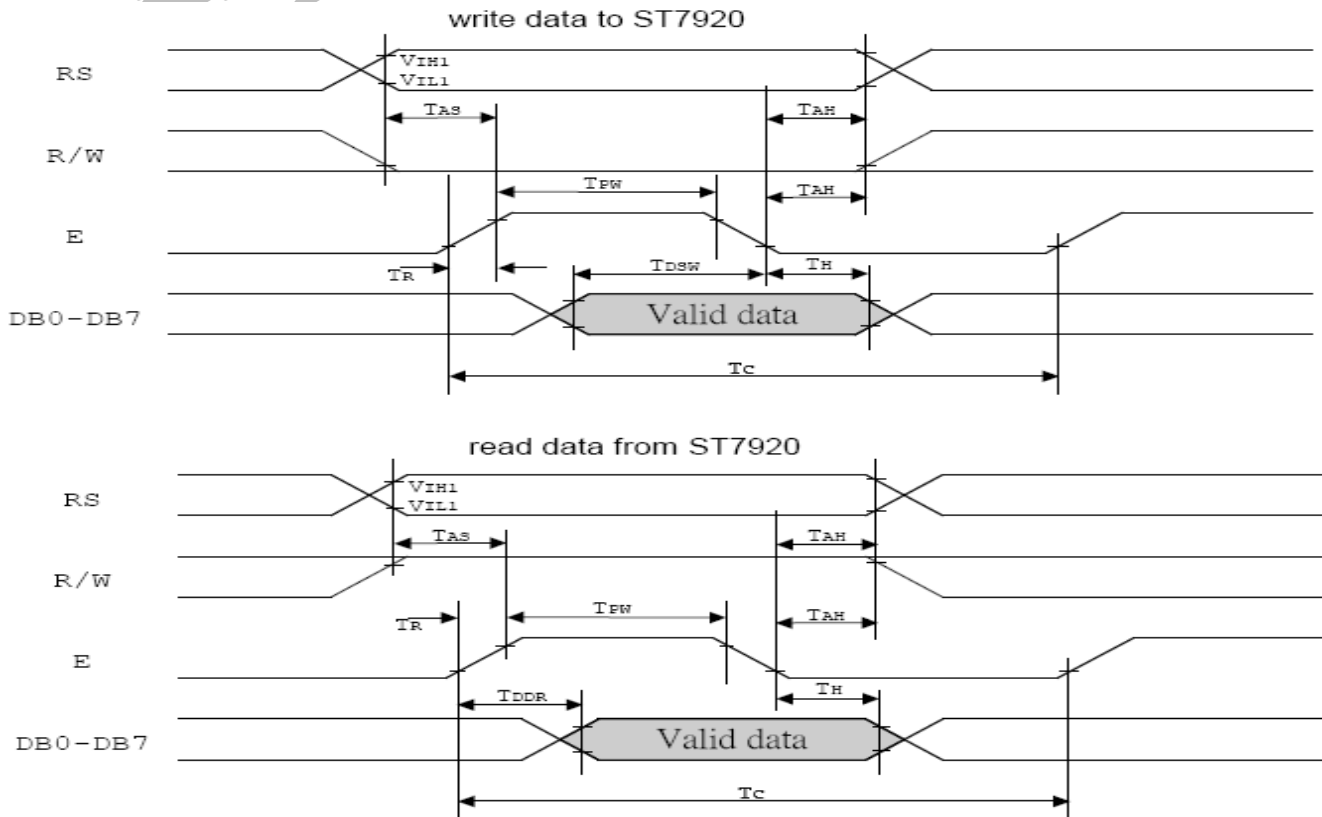 write data to ST7920
RS
VIH1
VIL1
TAS
TAH
R/W
TPW
TAH
E
TR
TDSW
TH
DB0-DB7
Valid data
TC
read data from ST7920
RS
VIH1
VIL1
TAS
TAH
R/W
TR
TPW
TAH
E
TDDR
TH
DB0-DB7
Valid data
TC